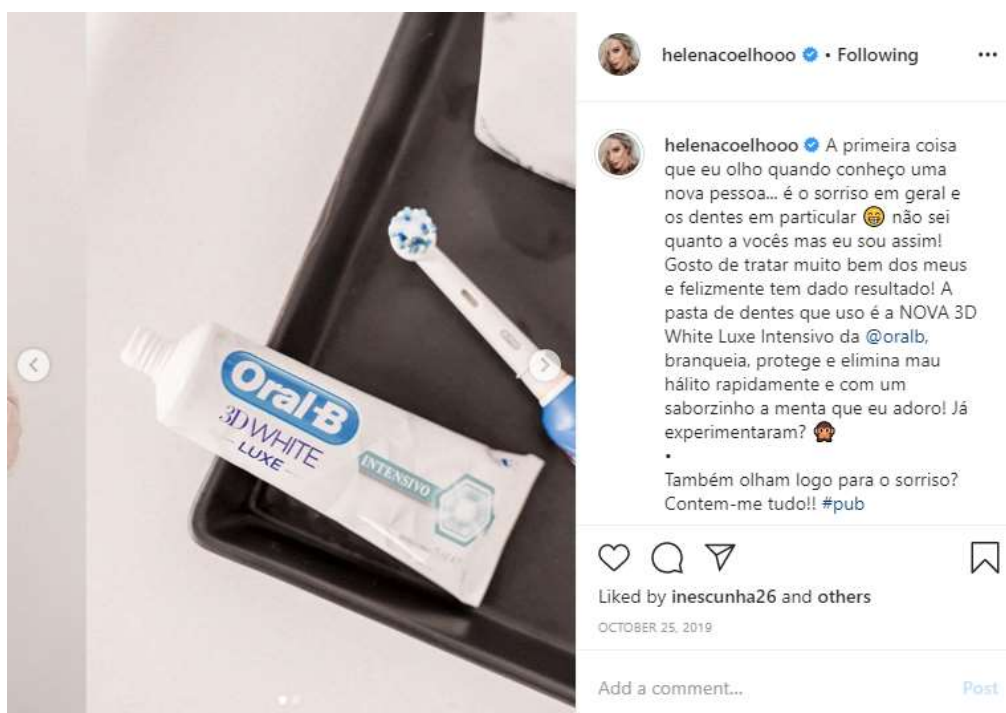 helenacoelhooo • Following
helenacoelhooo A primeira coisa
que eu olho quando conheço uma
nova pessoa... é o sorriso em geral e
os dentes em particular 😁 não sei
quanto a vocês mas eu sou assim!
Gosto de tratar muito bem dos meus
e felizmente tem dado resultado! A
pasta de dentes que uso é a NOVA 3D
White Luxe Intensivo da @oralb,
branqueia, protege e elimina mau
hálito rapidamente e com um
saborzinho a menta que eu adoro! Já
experimentaram? 🙊
•
Também olham logo para o sorriso?
Contem-me tudo!! #pub
Liked by inescunha26 and others
OCTOBER 25, 2019
Add a comment... Post
Oral-B
3D WHITE
LUXE
INTENSIVO